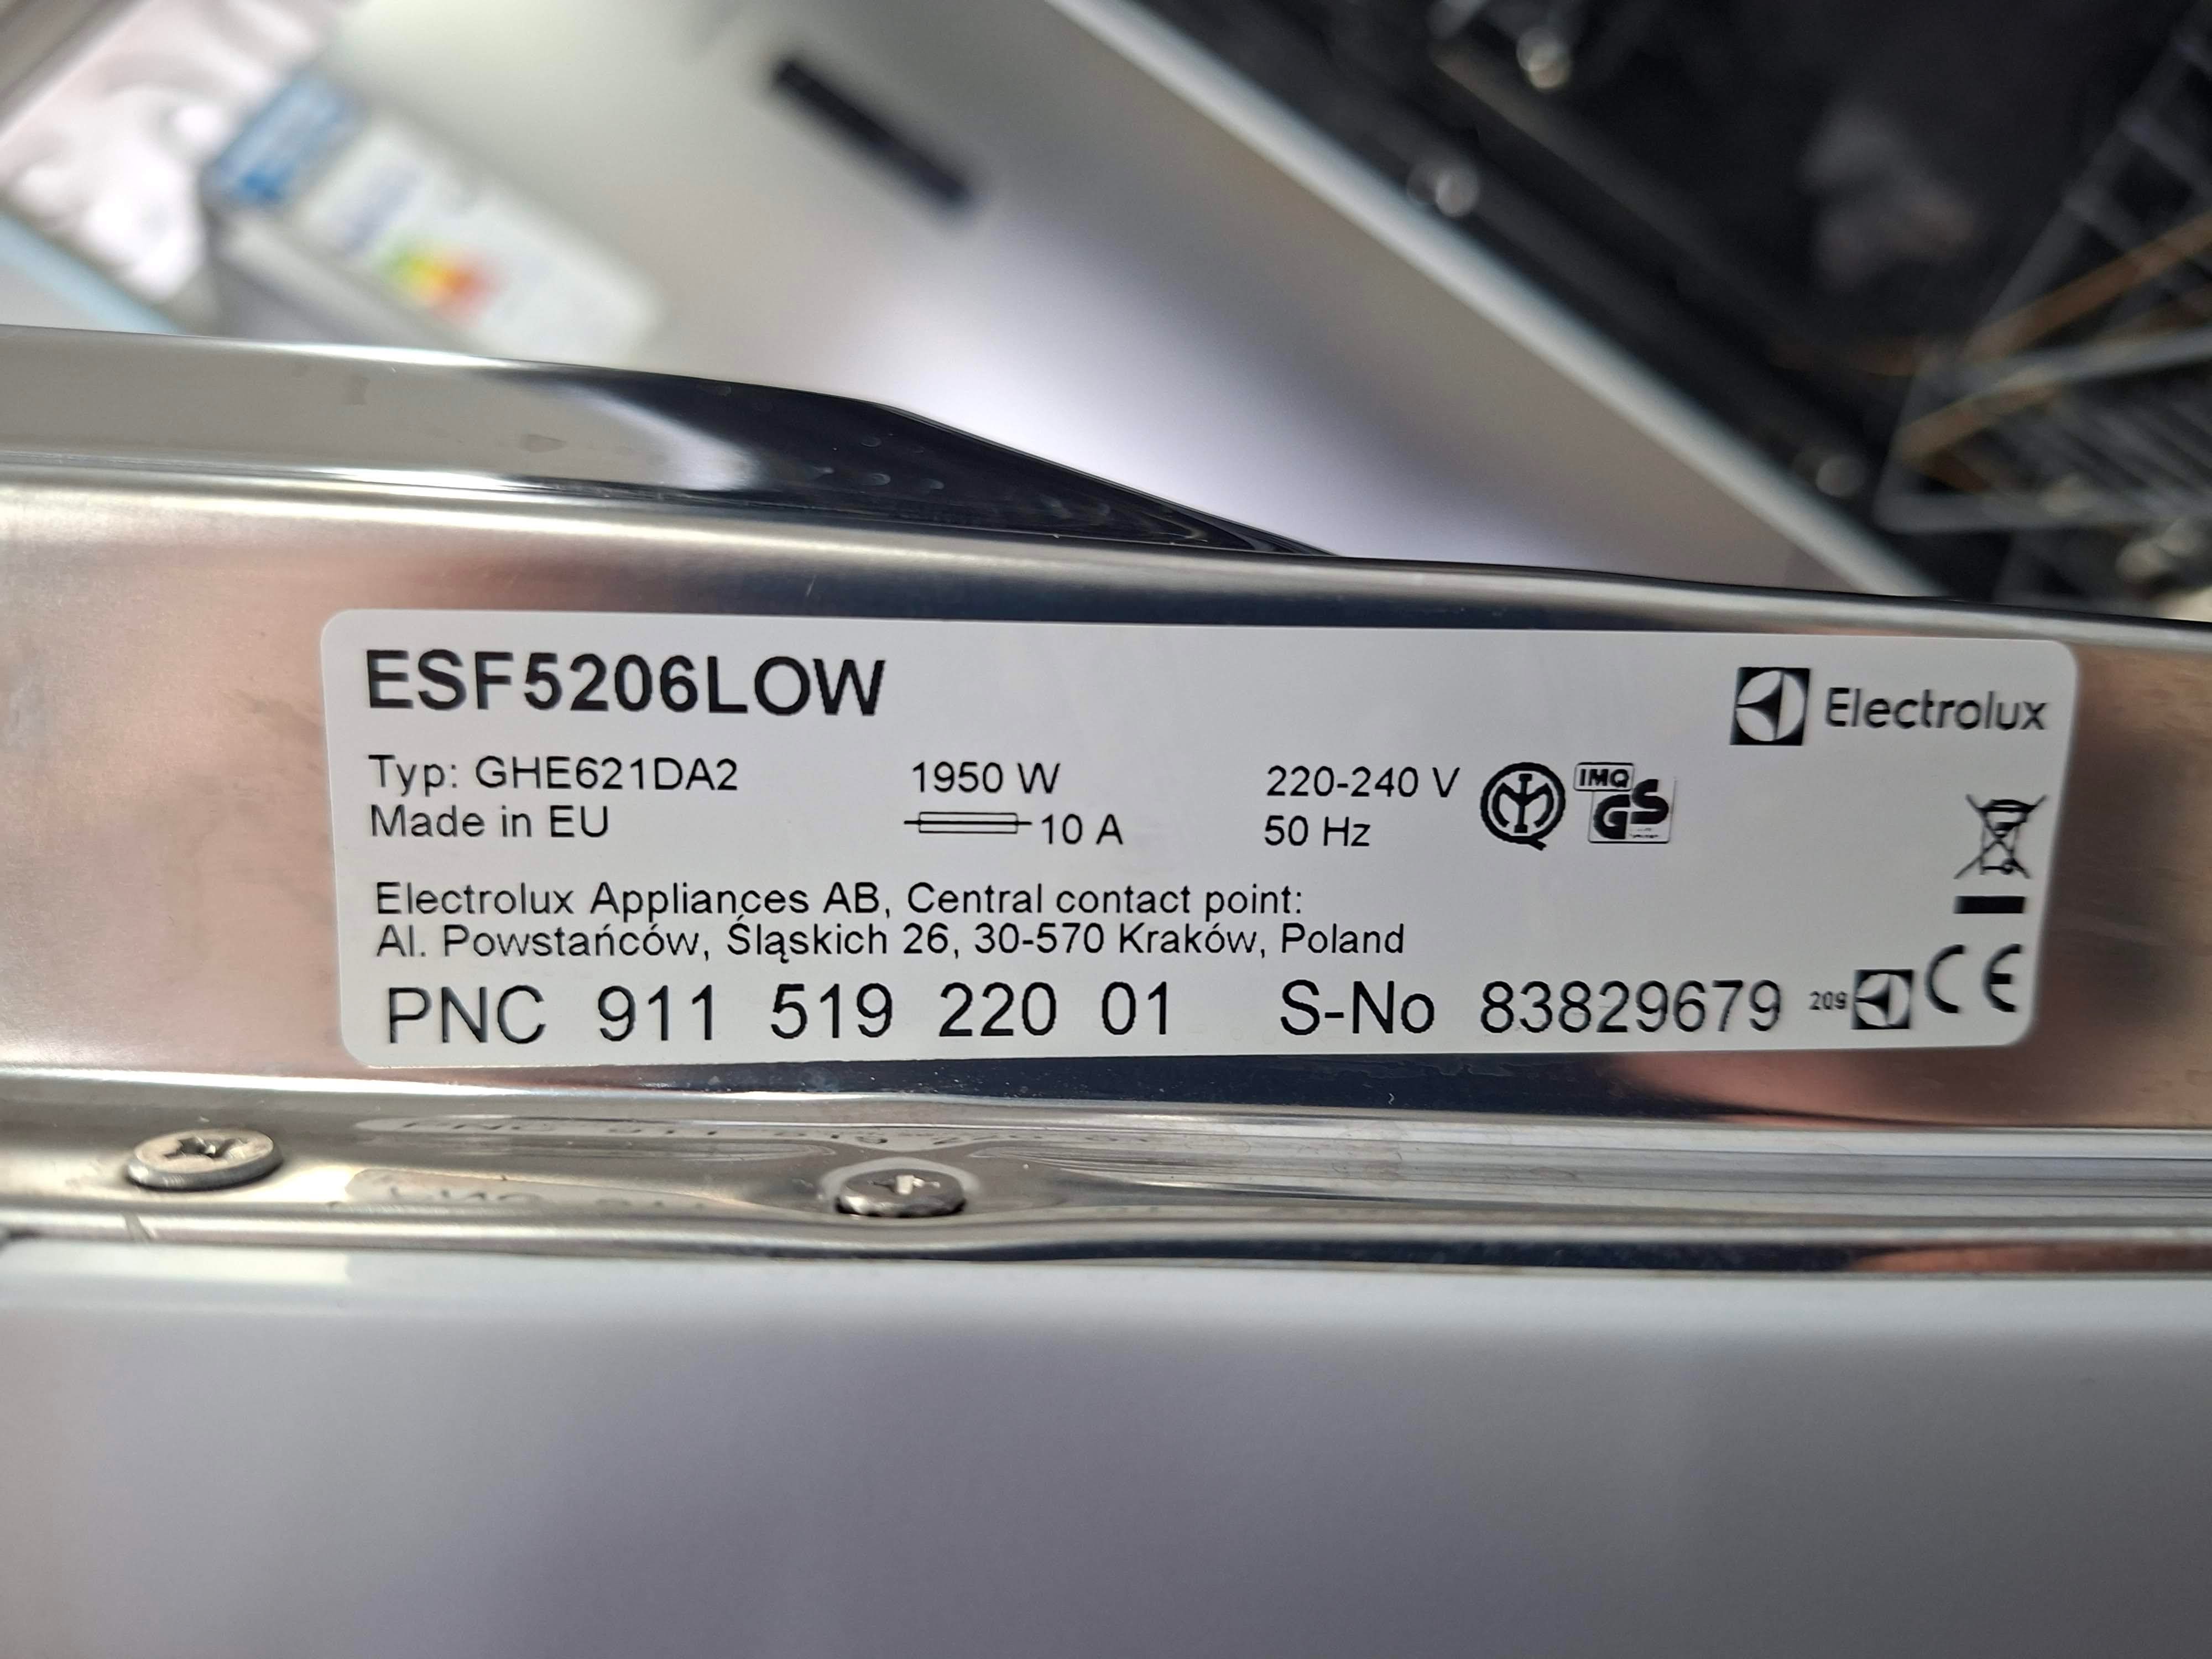 ESF5206LOW
Electrolux
Typ: GHE621DA2 1950 W 220-240 V
IMQ
GS
Made in EU 10 A 50 Hz
Electrolux Appliances AB, Central contact point:
Al. Powstańców, Śląskich 26, 30-570 Kraków, Poland
PNC 911 519 220 01 S-No 83829679 209 CE